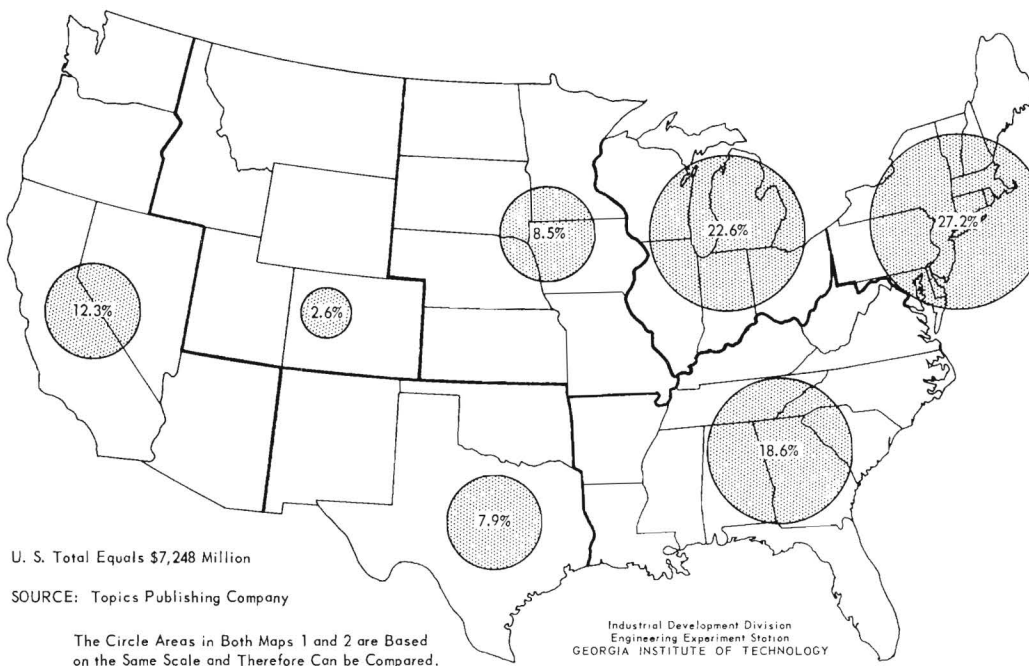 27.2%
22.6%
8.5%
12.3%
2.6%
18.6%
7.9%
U. S. Total Equals $7,248 Million
SOURCE: Topics Publishing Company
The Circle Areas in Both Maps 1 and 2 are Based
on the Same Scale and Therefore Can be Compared.
Industrial Development Division
Engineering Experiment Station
GEORGIA INSTITUTE OF TECHNOLOGY